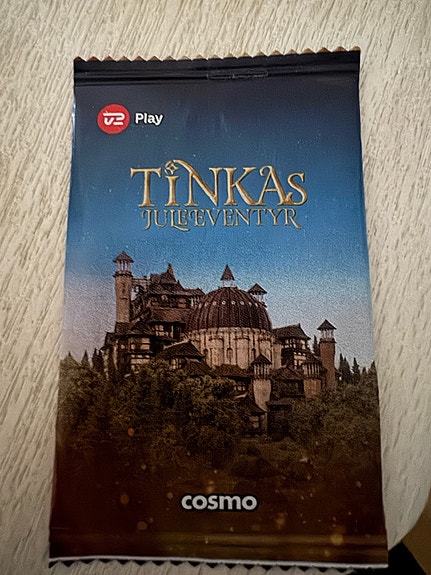 TV2 Play
TiNKAS
JULEEVENTYR
cosmo